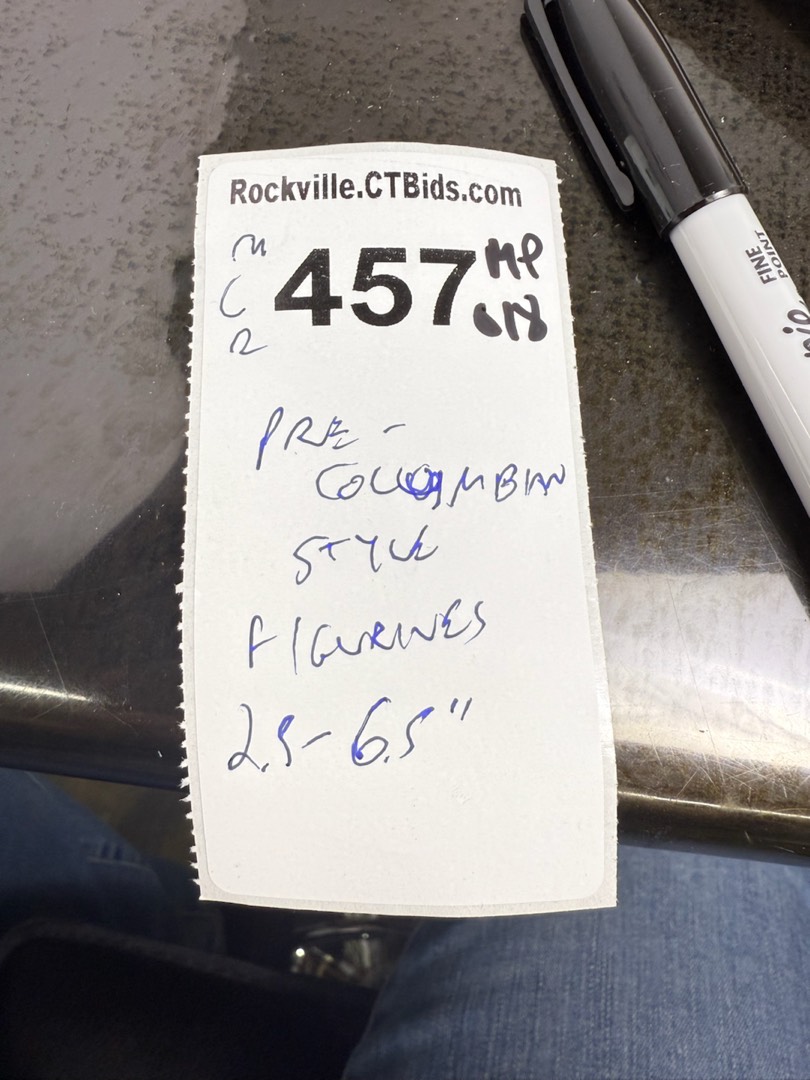 Rockville.CTBids.com
M
C
R
457
MP
PRE-
COLUMBIAN
STYLE
FIGURINES
2.5-6.5"
FINE
POINT